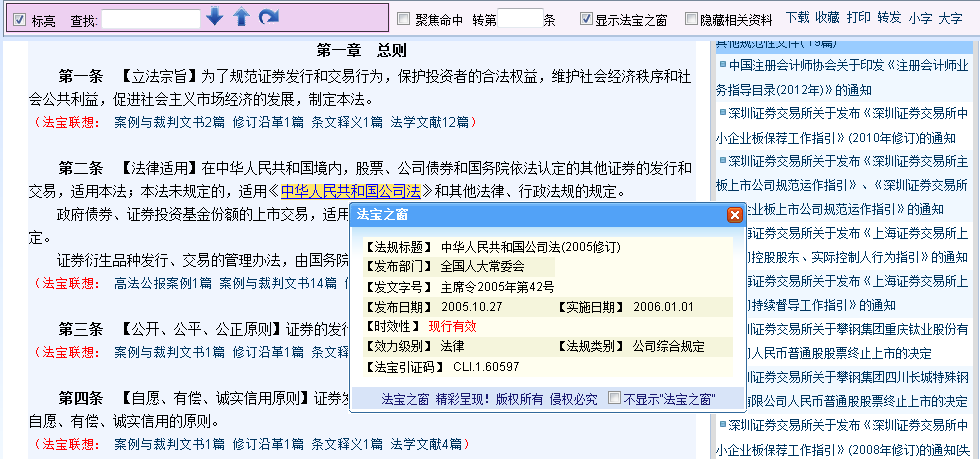 标亮 查找: 聚焦命中 转第 条 显示法宝之窗 隐藏相关资料 下载 收藏 打印 转发 小字 大字
第一章 总则
第一条 【立法宗旨】为了规范证券发行和交易行为，保护投资者的合法权益，维护社会经济秩序和社
会公共利益，促进社会主义市场经济的发展，制定本法。
（法宝联想： 案例与裁判文书2篇 修订沿革1篇 条文释义1篇 法学文献12篇）
第二条 【法律适用】在中华人民共和国境内，股票、公司债券和国务院依法认定的其他证券的发行和
交易，适用本法；本法未规定的，适用《中华人民共和国公司法》和其他法律、行政法规的规定。
政府债券、证券投资基金份额的上市交易，适用
定。
证券衍生品种发行、交易的管理办法，由国务院
（法宝联想： 高法公报案例1篇 案例与裁判文书14篇
第三条 【公开、公平、公正原则】证券的发行
（法宝联想： 案例与裁判文书1篇 修订沿革1篇 条文
第四条 【自愿、有偿、诚实信用原则】证券发
自愿、有偿、诚实信用的原则。
（法宝联想： 案例与裁判文书1篇 修订沿革1篇 条文释义1篇 法学文献4篇）
法宝之窗
【法规标题】 中华人民共和国公司法(2005修订)
【发布部门】 全国人大常委会
【发文字号】 主席令2005年第42号
【发布日期】 2005.10.27 【实施日期】 2006.01.01
【时效性】 现行有效
【效力级别】 法律 【法规类别】 公司综合规定
【法宝引证码】 CLI.1.60597
法宝之窗 精彩呈现! 版权所有 侵权必究 不显示"法宝之窗"
其他规范性文件(19篇)
中国注册会计师协会关于印发《注册会计师业
务指导目录(2012年)》的通知
深圳证券交易所关于发布《深圳证券交易所中
小企业板保荐工作指引》(2010年修订)的通知
深圳证券交易所关于发布《深圳证券交易所主
板上市公司规范运作指引》、《深圳证券交易所
企业板上市公司规范运作指引》的通知
海证券交易所关于发布《上海证券交易所上
司控股股东、实际控制人行为指引》的通知
海证券交易所关于发布《上海证券交易所上
司持续督导工作指引》的通知
圳证券交易所关于攀钢集团重庆钛业股份有
司人民币普通股股票终止上市的决定
圳证券交易所关于攀钢集团四川长城特殊钢
有限公司人民币普通股股票终止上市的决定
深圳证券交易所关于发布《深圳证券交易所中
小企业板保荐工作指引》(2008年修订)的通知[失